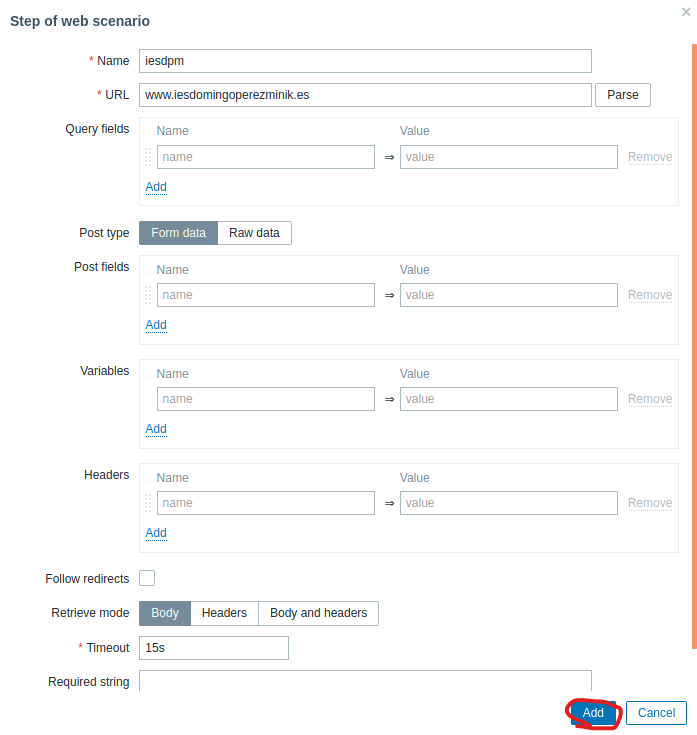 Step of web scenario
* Name iesdpm
* URL www.iesdomingoperezminik.es Parse
Query fields Name Value
name ⇒ value Remove
Add
Post type Form data Raw data
Post fields Name Value
name ⇒ value Remove
Add
Variables Name Value
name ⇒ value Remove
Add
Headers Name Value
name ⇒ value Remove
Add
Follow redirects
Retrieve mode Body Headers Body and headers
* Timeout 15s
Required string
Add Cancel